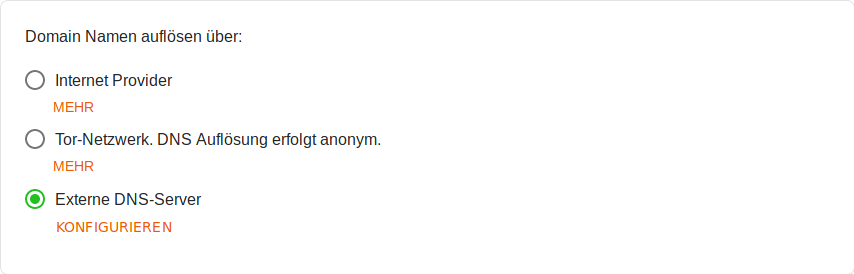 Domain Namen auflösen über:
Internet Provider
MEHR
Tor-Netzwerk. DNS Auflösung erfolgt anonym.
MEHR
Externe DNS-Server
KONFIGURIEREN